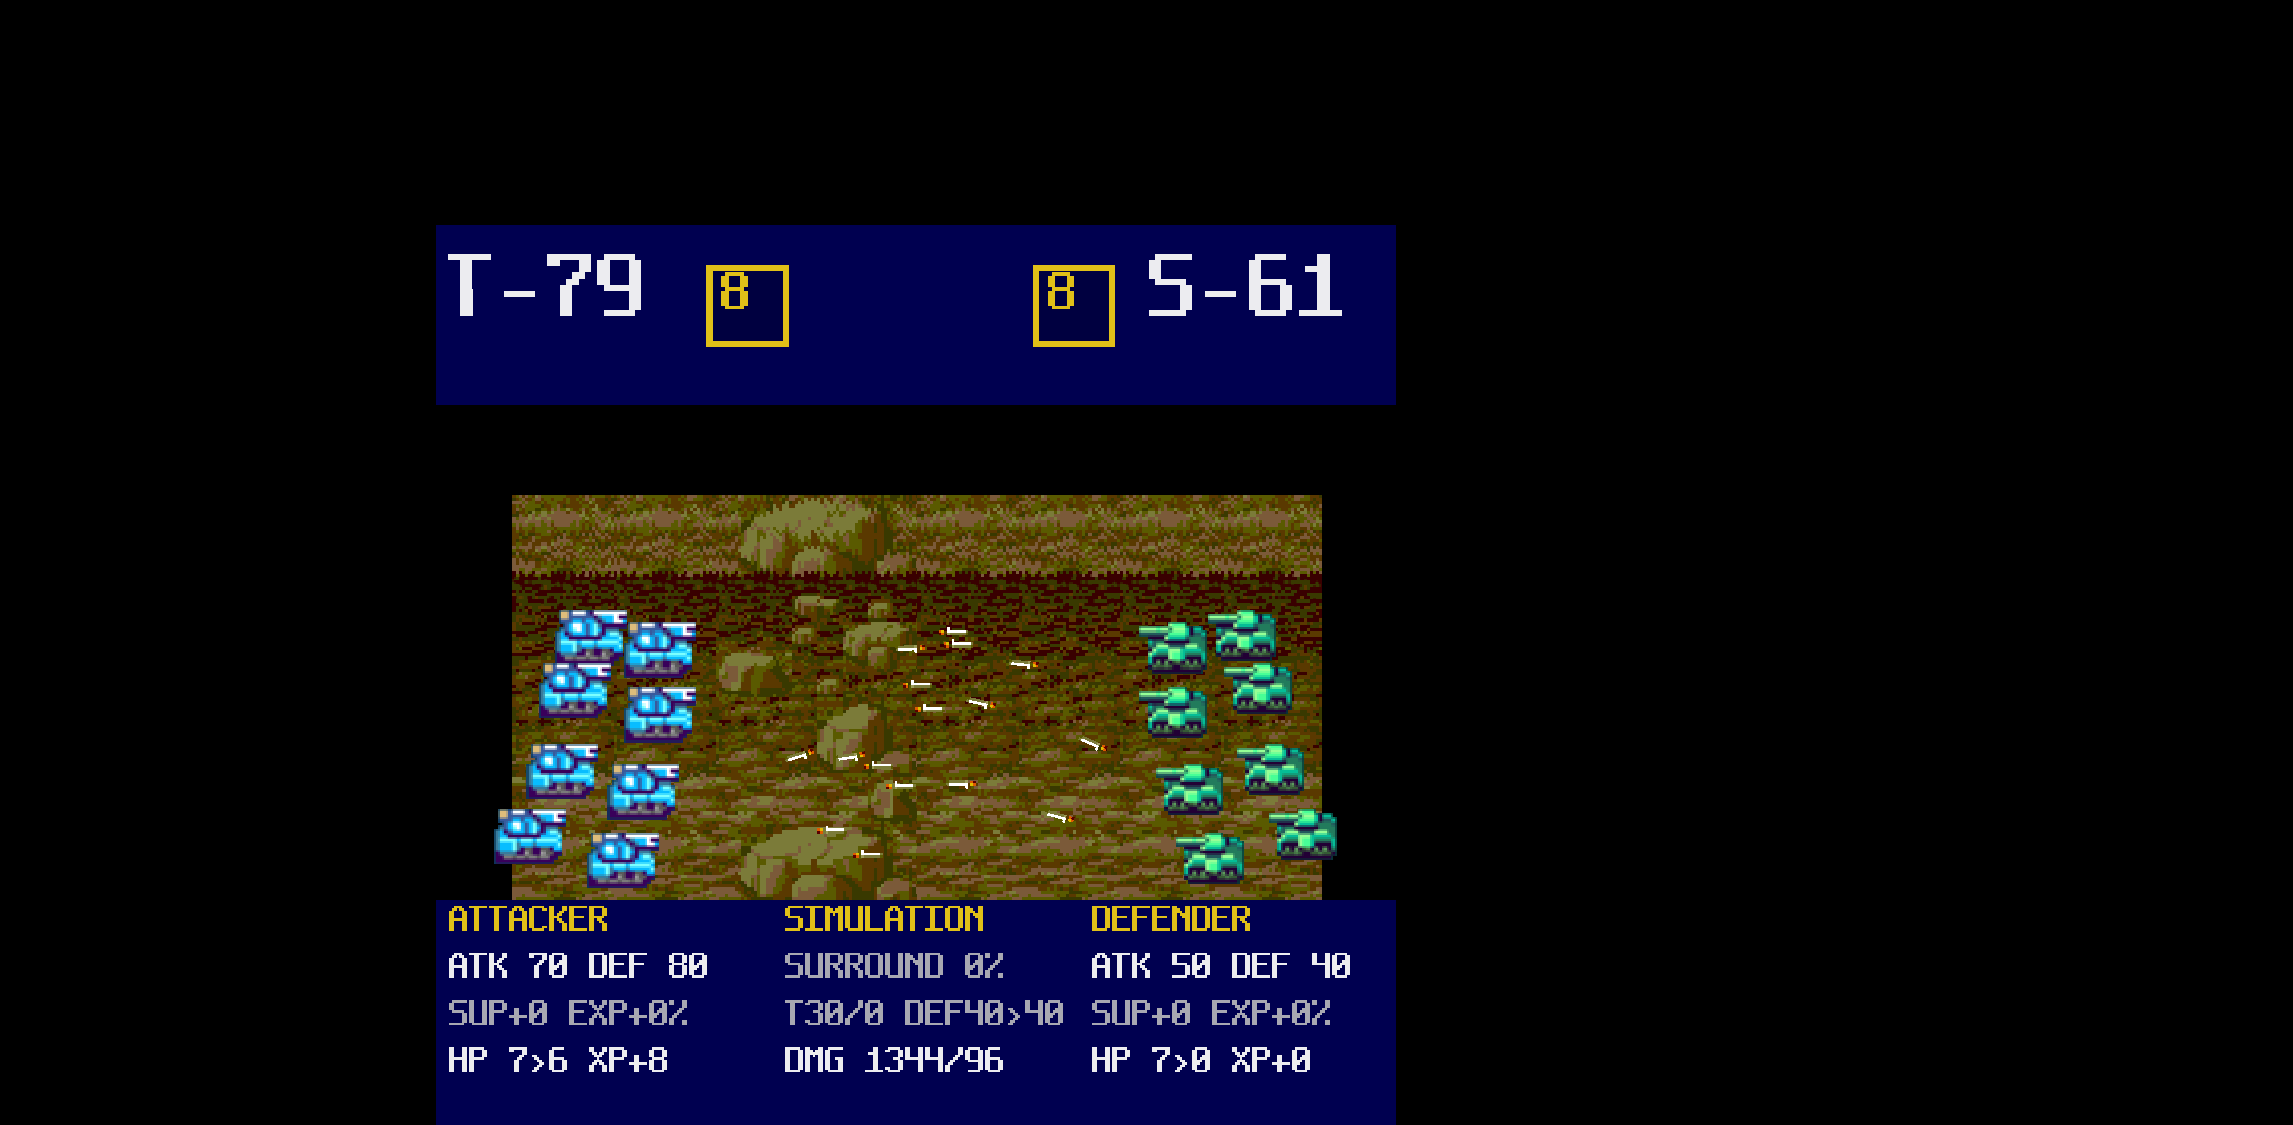 T-79 8 8 S-61
ATTACKER SIMULATION DEFENDER
ATK 70 DEF 80 SURROUND 0% ATK 50 DEF 40
SUP+0 EXP+0% T30/0 DEF40>40 SUP+0 EXP+0%
HP 7>6 XP+8 DMG 1344/96 HP 7>0 XP+0